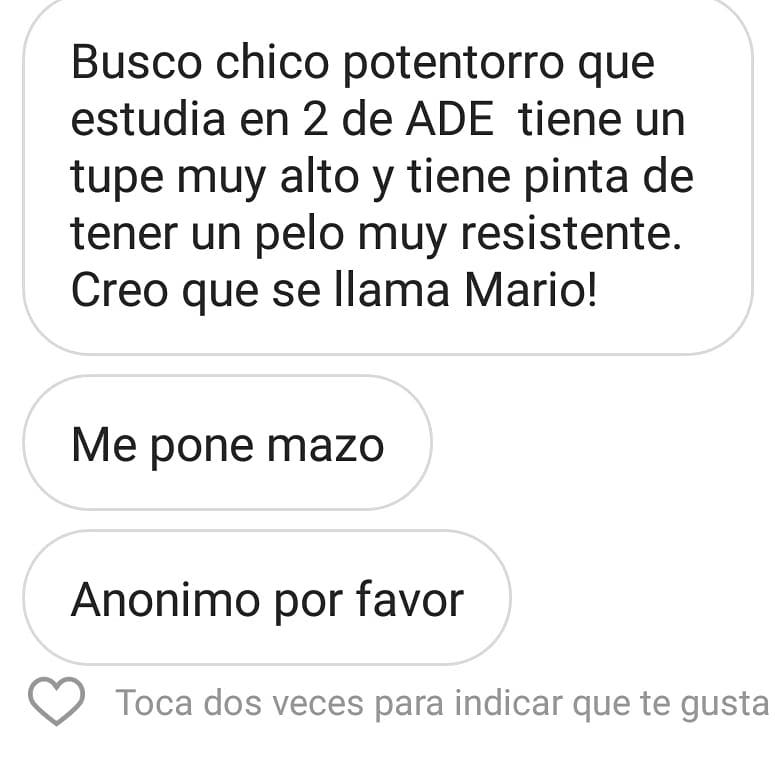 Busco chico potentorro que
estudia en 2 de ADE  tiene un
tupe muy alto y tiene pinta de
tener un pelo muy resistente.
Creo que se llama Mario!
Me pone mazo
Anonimo por favor
Toca dos veces para indicar que te gusta